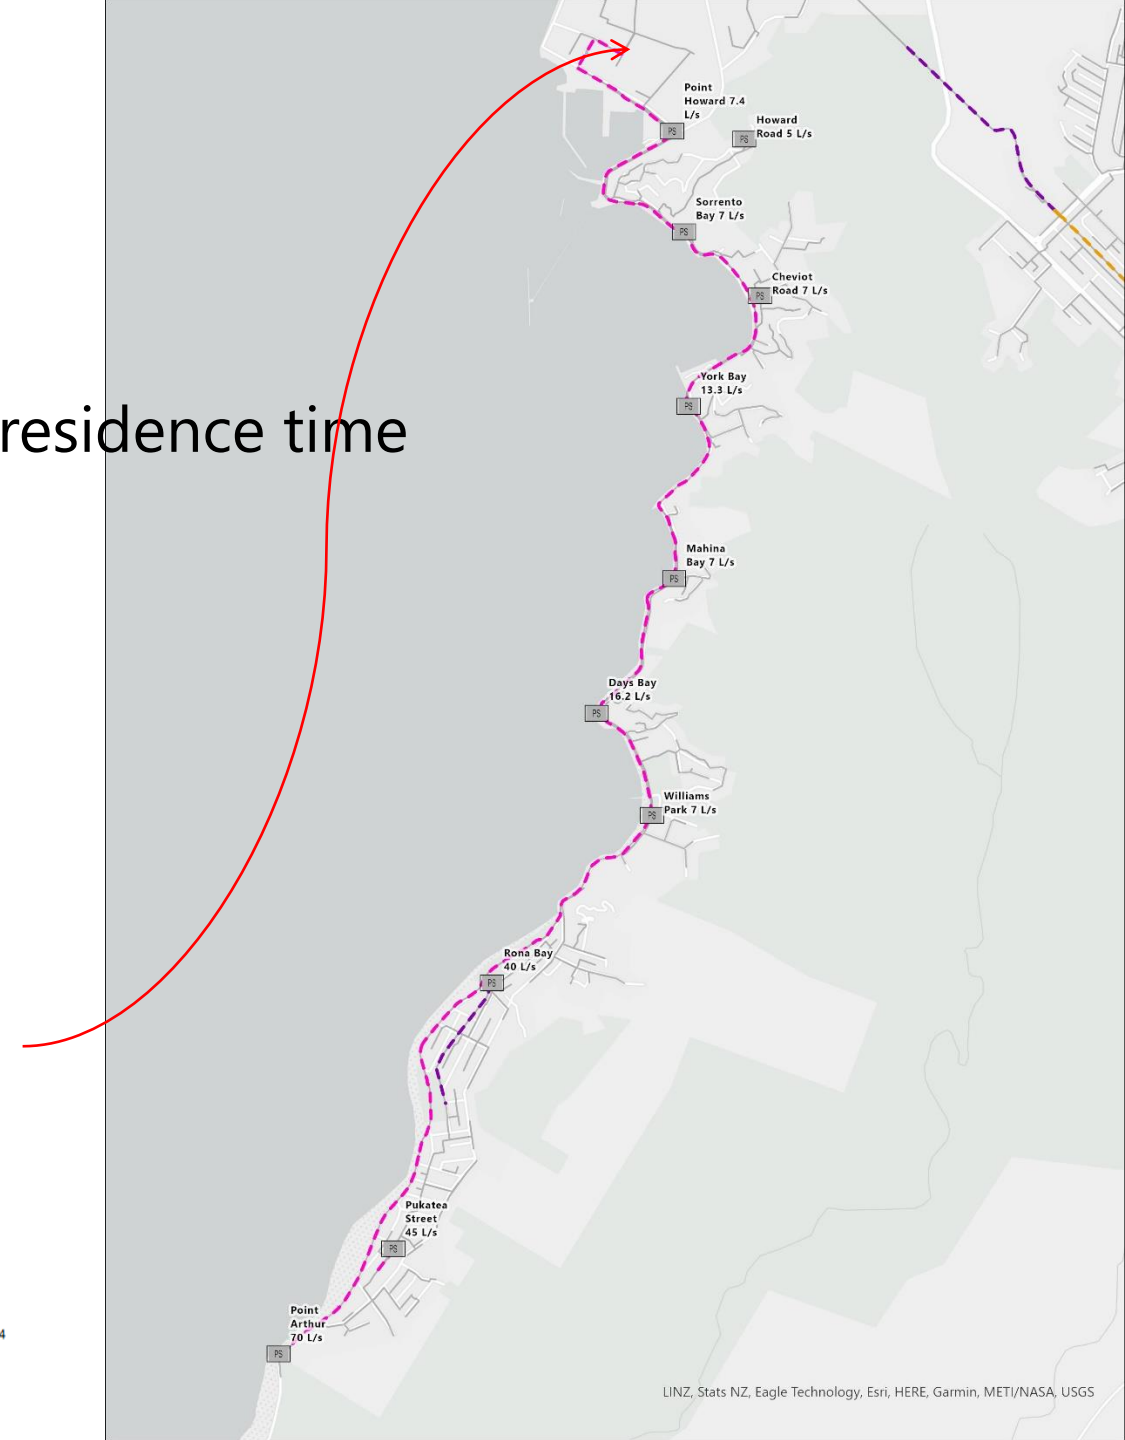 Point
Howard 7.4
L/s
PS
Howard
Road 5 L/s
PS
Sorrento
Bay 7 L/s
PS
Cheviot
Road 7 L/s
PS
York Bay
13.3 L/s
PS
residence time
Mahina
Bay 7 L/s
PS
Days Bay
16.2 L/s
PS
Williams
Park 7 L/s
PS
Rona Bay
40 L/s
PS
Pukatea
Street
45 L/s
PS
Point
Arthur
70 L/s
PS
4
LINZ, Stats NZ, Eagle Technology, Esri, HERE, Garmin, METI/NASA, USGS